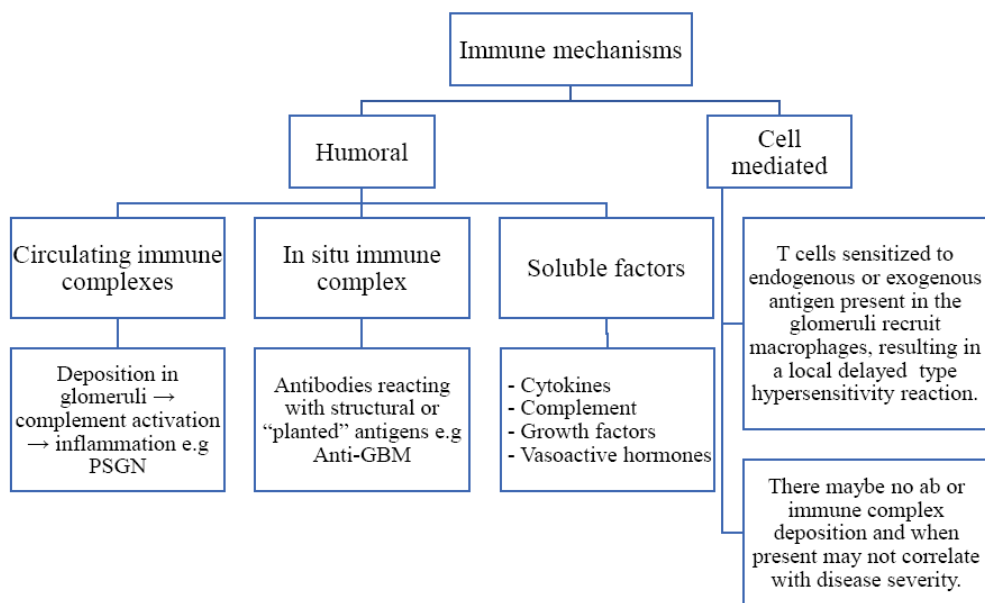 Immune mechanisms
Humoral
Cell
mediated
Circulating immune
complexes
In situ immune
complex
Soluble factors
T cells sensitized to
endogenous or exogenous
antigen present in the
glomeruli recruit
macrophages, resulting in
a local delayed type
hypersensitivity reaction.
Deposition in
glomeruli →
complement activation
→ inflammation e.g
PSGN
Antibodies reacting
with structural or
“planted” antigens e.g
Anti-GBM
- Cytokines
- Complement
- Growth factors
- Vasoactive hormones
There maybe no ab or
immune complex
deposition and when
present may not correlate
with disease severity.